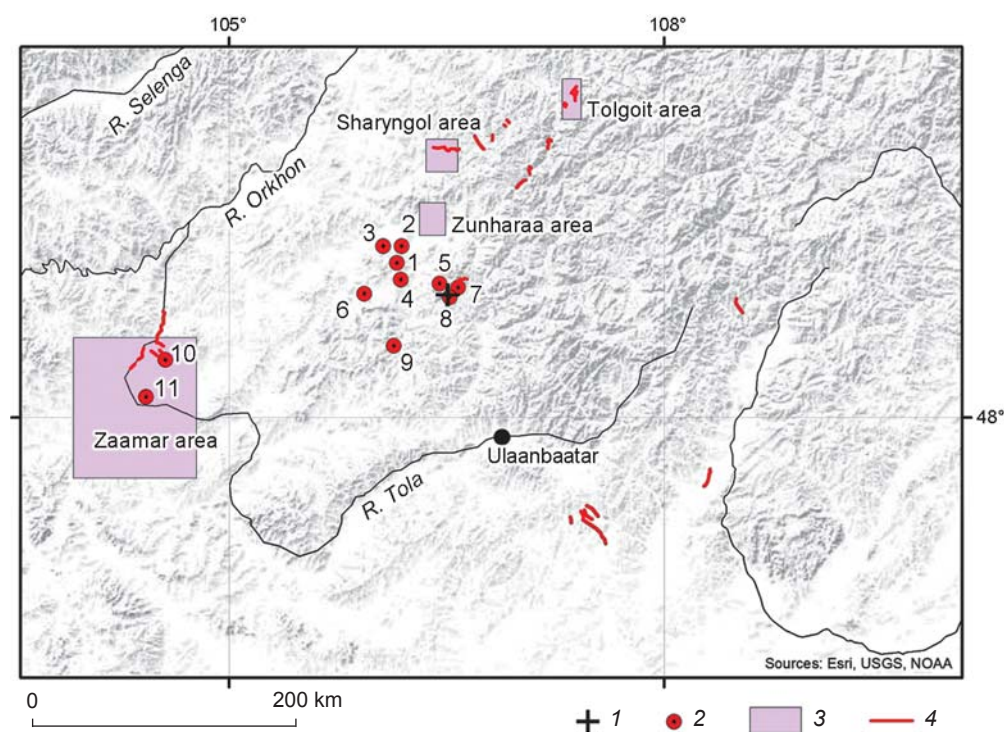 105° 108°
R. Selenga
Tolgoit area
Sharyngol area
R. Orkhon
Zunharaa area
3 2
1
5
4
7
6
8
9
10
11
48°
Zaamar area
Ulaanbaatar
R. Tola
Sources: Esri, USGS, NOAA
0 200 km
1 2 3 4